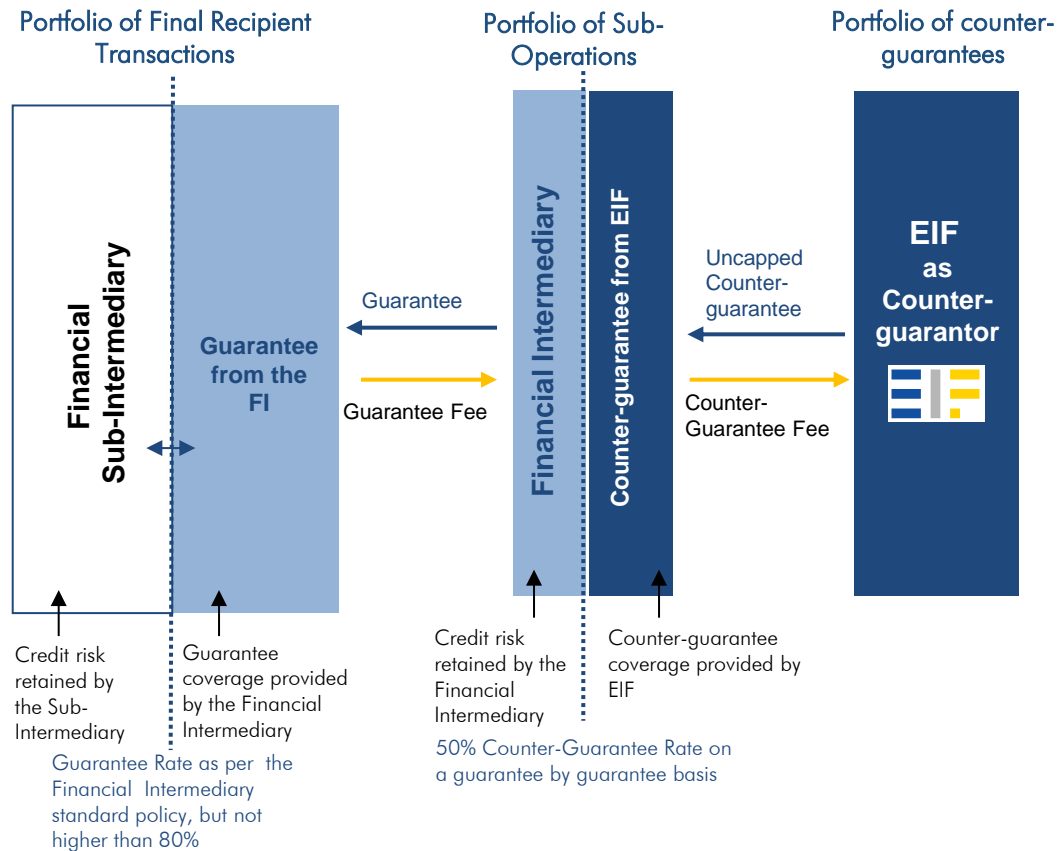 Portfolio of Final Recipient
Transactions
Portfolio of Sub-
Operations
Portfolio of counter-
guarantees
Financial
Sub-Intermediary
Guarantee
from the
FI
Guarantee
Guarantee Fee
Financial Intermediary
Counter-guarantee from EIF
Uncapped
Counter-
guarantee
Counter-
Guarantee Fee
EIF
as
Counter-
guarantor
Credit risk
retained by
the Sub-
Intermediary
Guarantee
coverage provided
by the Financial
Intermediary
Guarantee Rate as per the
Financial Intermediary
standard policy, but not
higher than 80%
Credit risk
retained by the
Financial
Intermediary
Counter-guarantee
coverage provided by
EIF
50% Counter-Guarantee Rate on
a guarantee by guarantee basis